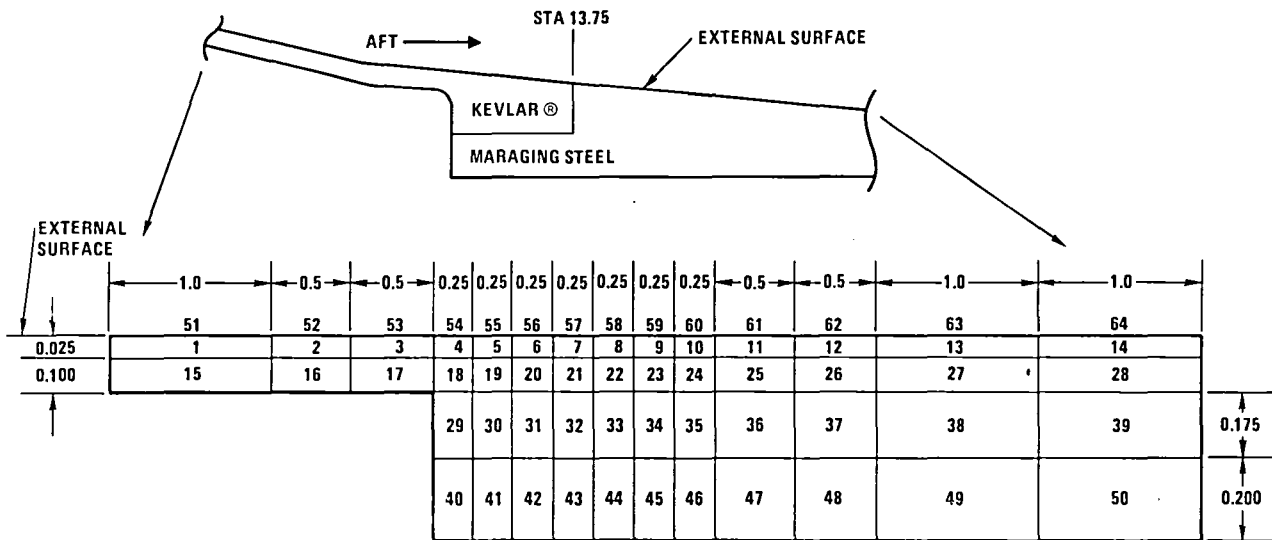 STA 13.75
AFT
EXTERNAL SURFACE
KEVLAR ®
MARAGING STEEL
EXTERNAL
SURFACE
1.0 0.5 0.5 0.25 0.25 0.25 0.25 0.25 0.25 0.25 0.5 0.5 1.0 1.0
51 52 53 54 55 56 57 58 59 60 61 62 63 64
0.025 1 2 3 4 5 6 7 8 9 10 11 12 13 14
0.100 15 16 17 18 19 20 21 22 23 24 25 26 27 28
29 30 31 32 33 34 35 36 37 38 39 0.175
40 41 42 43 44 45 46 47 48 49 50 0.200